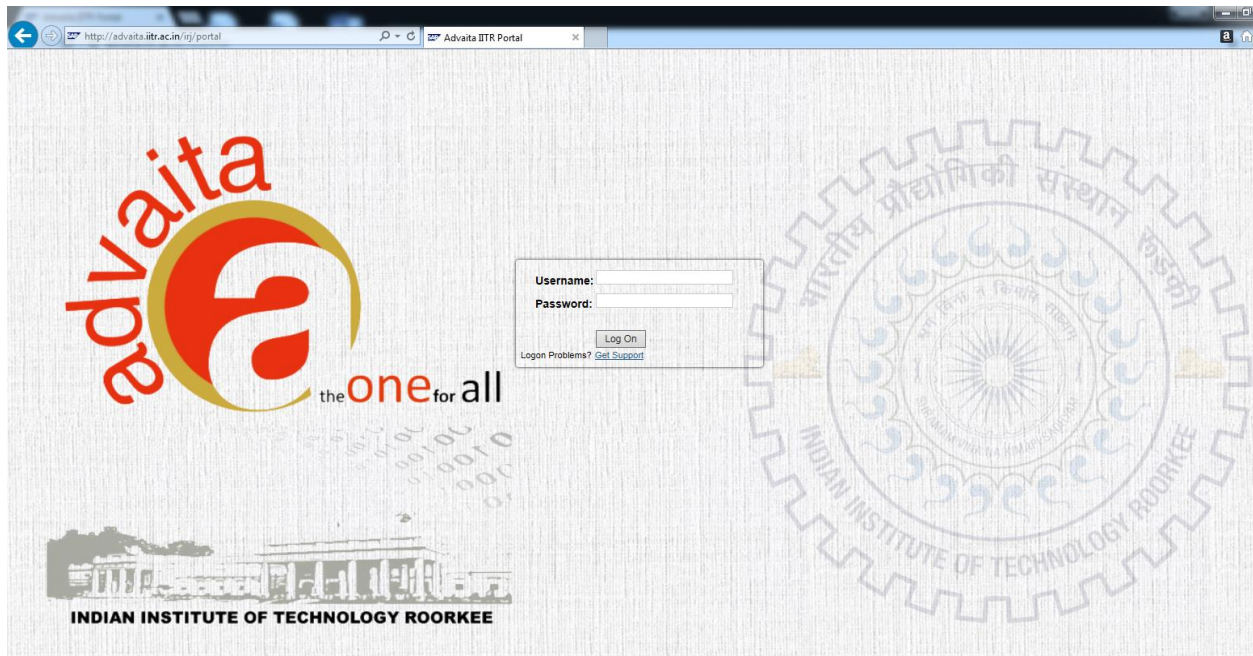 http://advaita.iitr.ac.in/irj/portal
Advaita IITR Portal
advaita
a
the one for all
Username:
Password:
Log On
Logon Problems? Get Support
INDIAN INSTITUTE OF TECHNOLOGY ROORKEE
भारतीय प्रौद्योगिकी संस्थान रूड़की
INDIAN INSTITUTE OF TECHNOLOGY ROORKEE